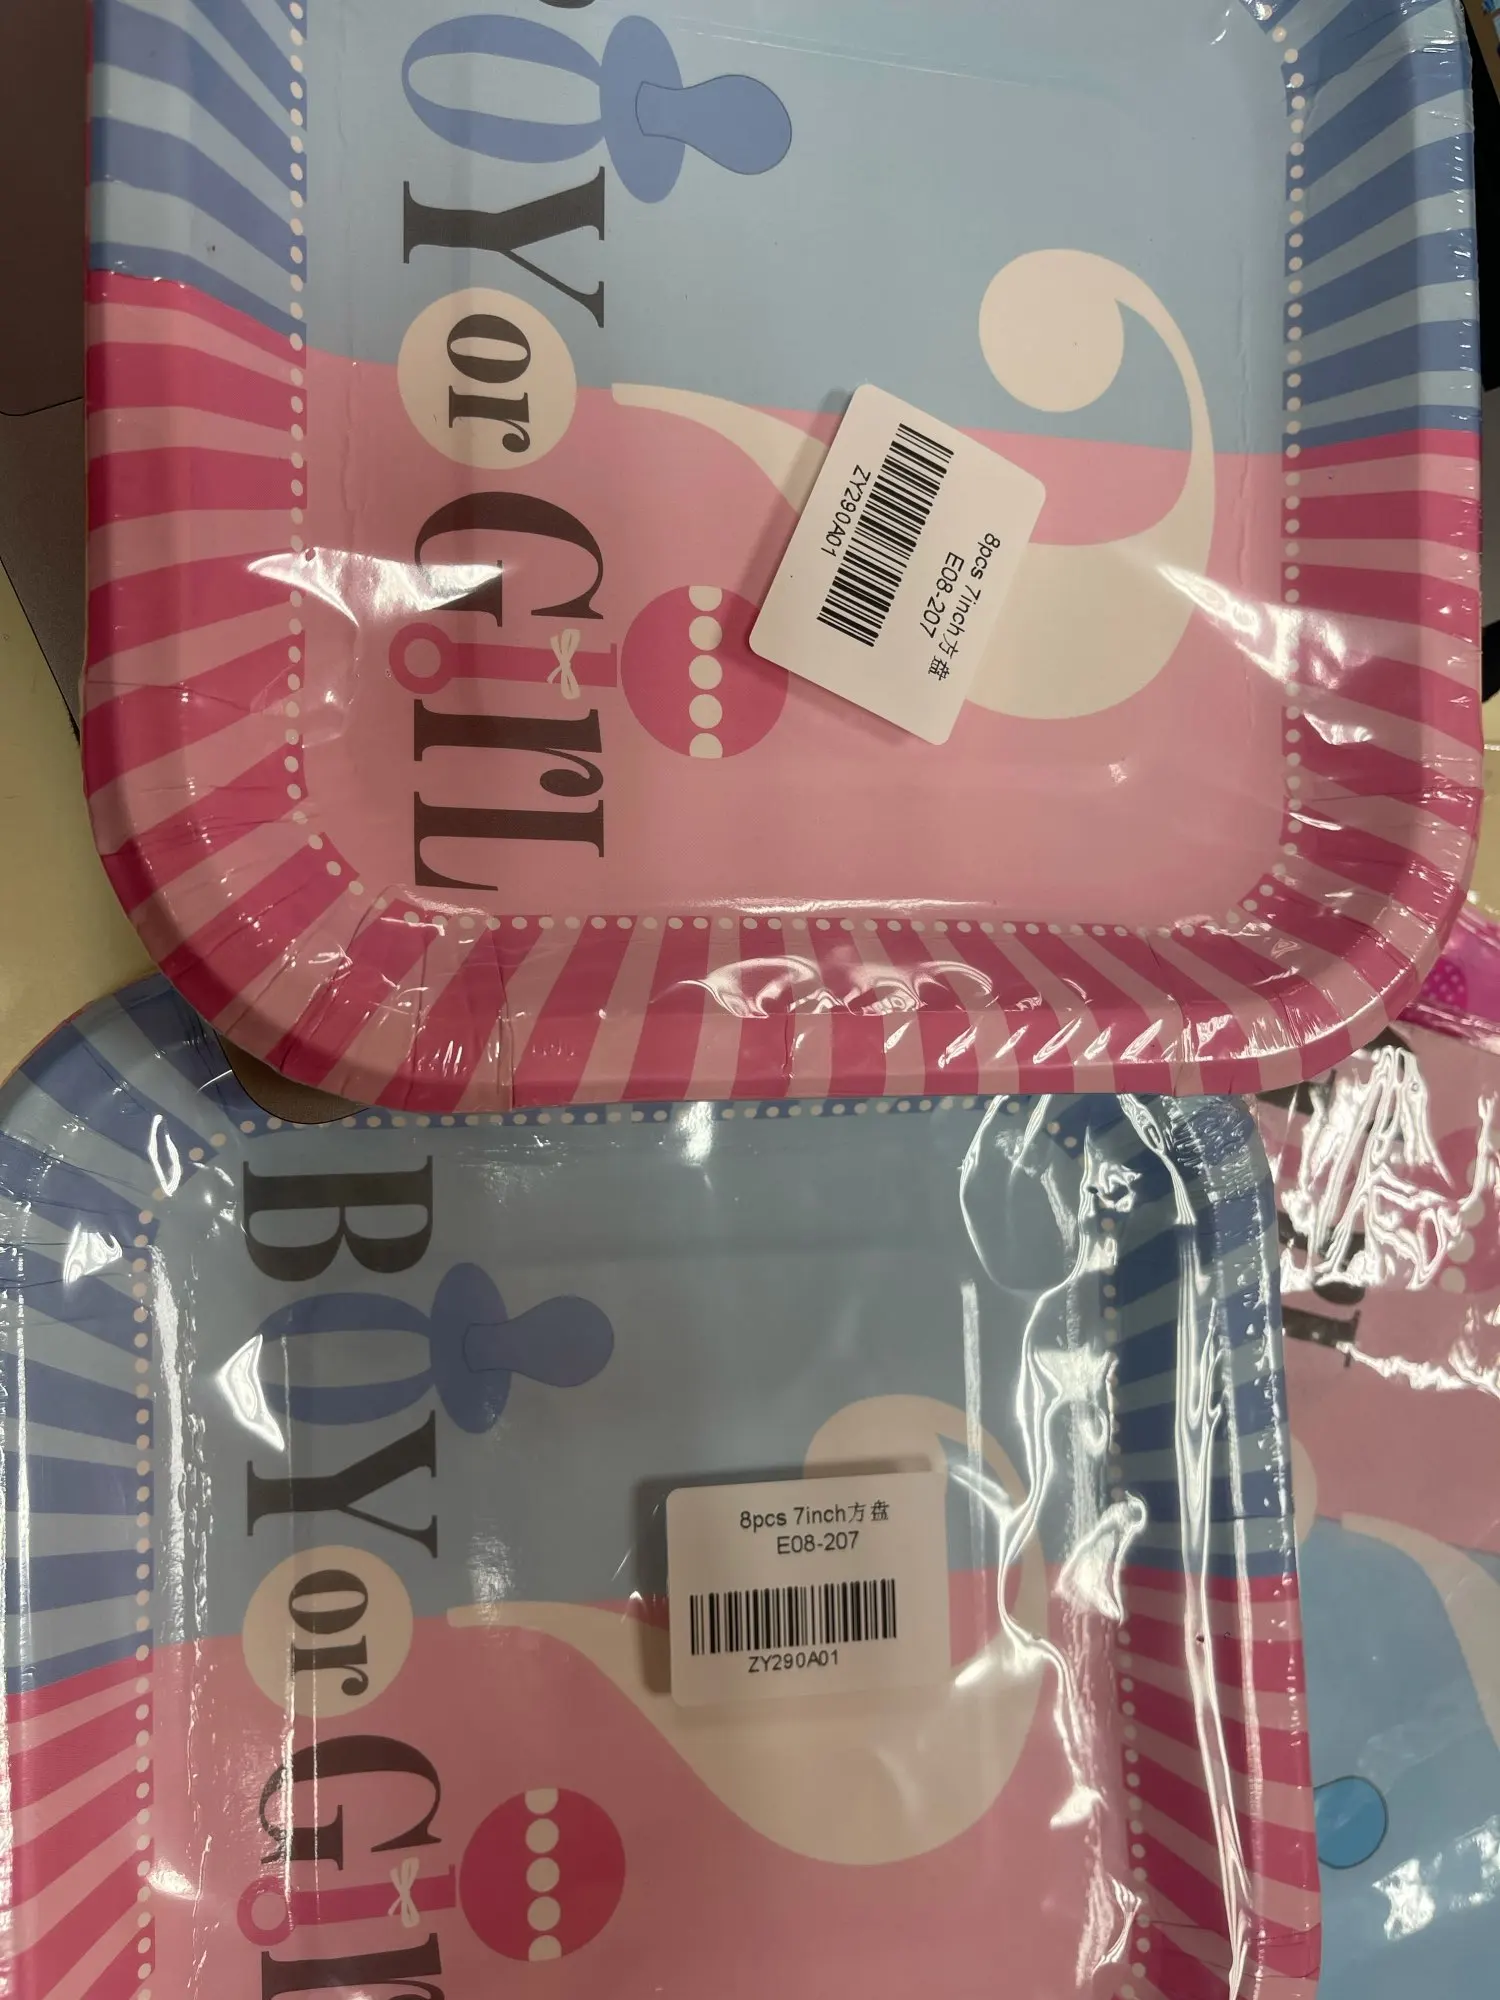 BOY
or
GirL
8pcs 7inch方盘
E08-207
ZY290A01
BOY
or
Gir
8pcs 7inch方盘
E08-207
ZY290A01